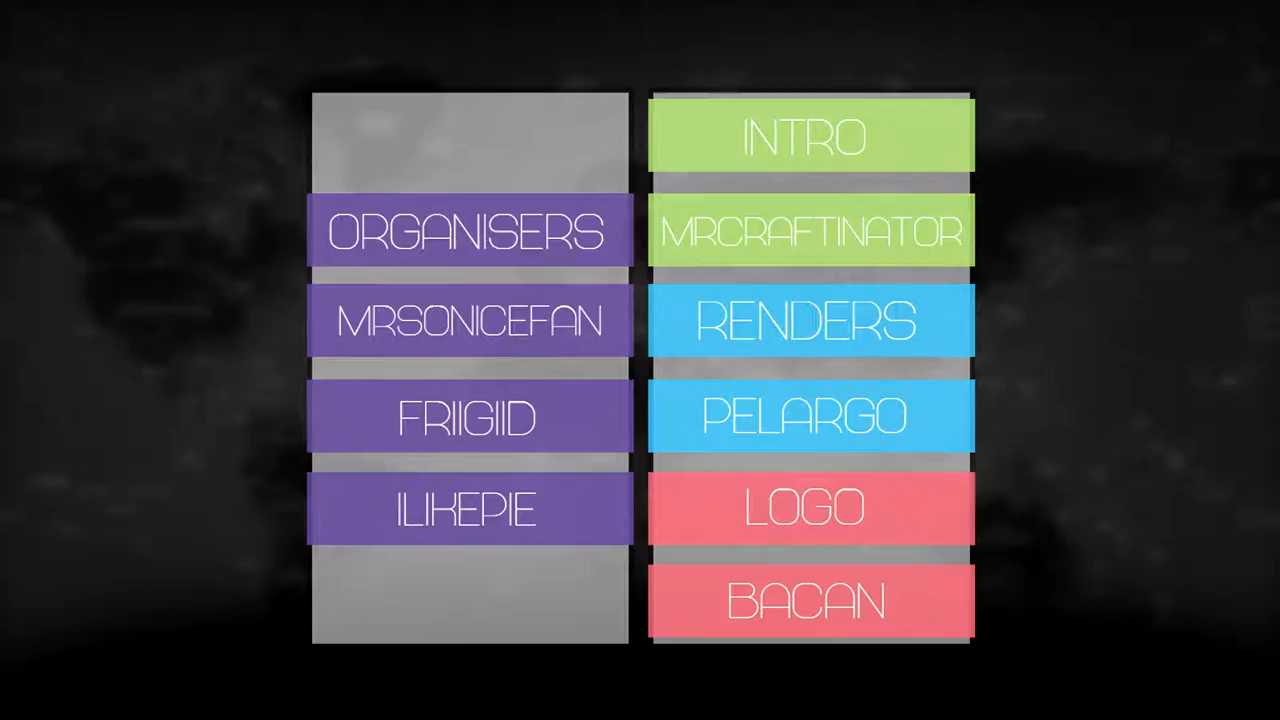 ORGANISERS
MRSONICEFAN
FRIIGIID
ILIKEPIE
INTRO
MRCRAFTINATOR
RENDERS
PELARGO
LOGO
BACAN